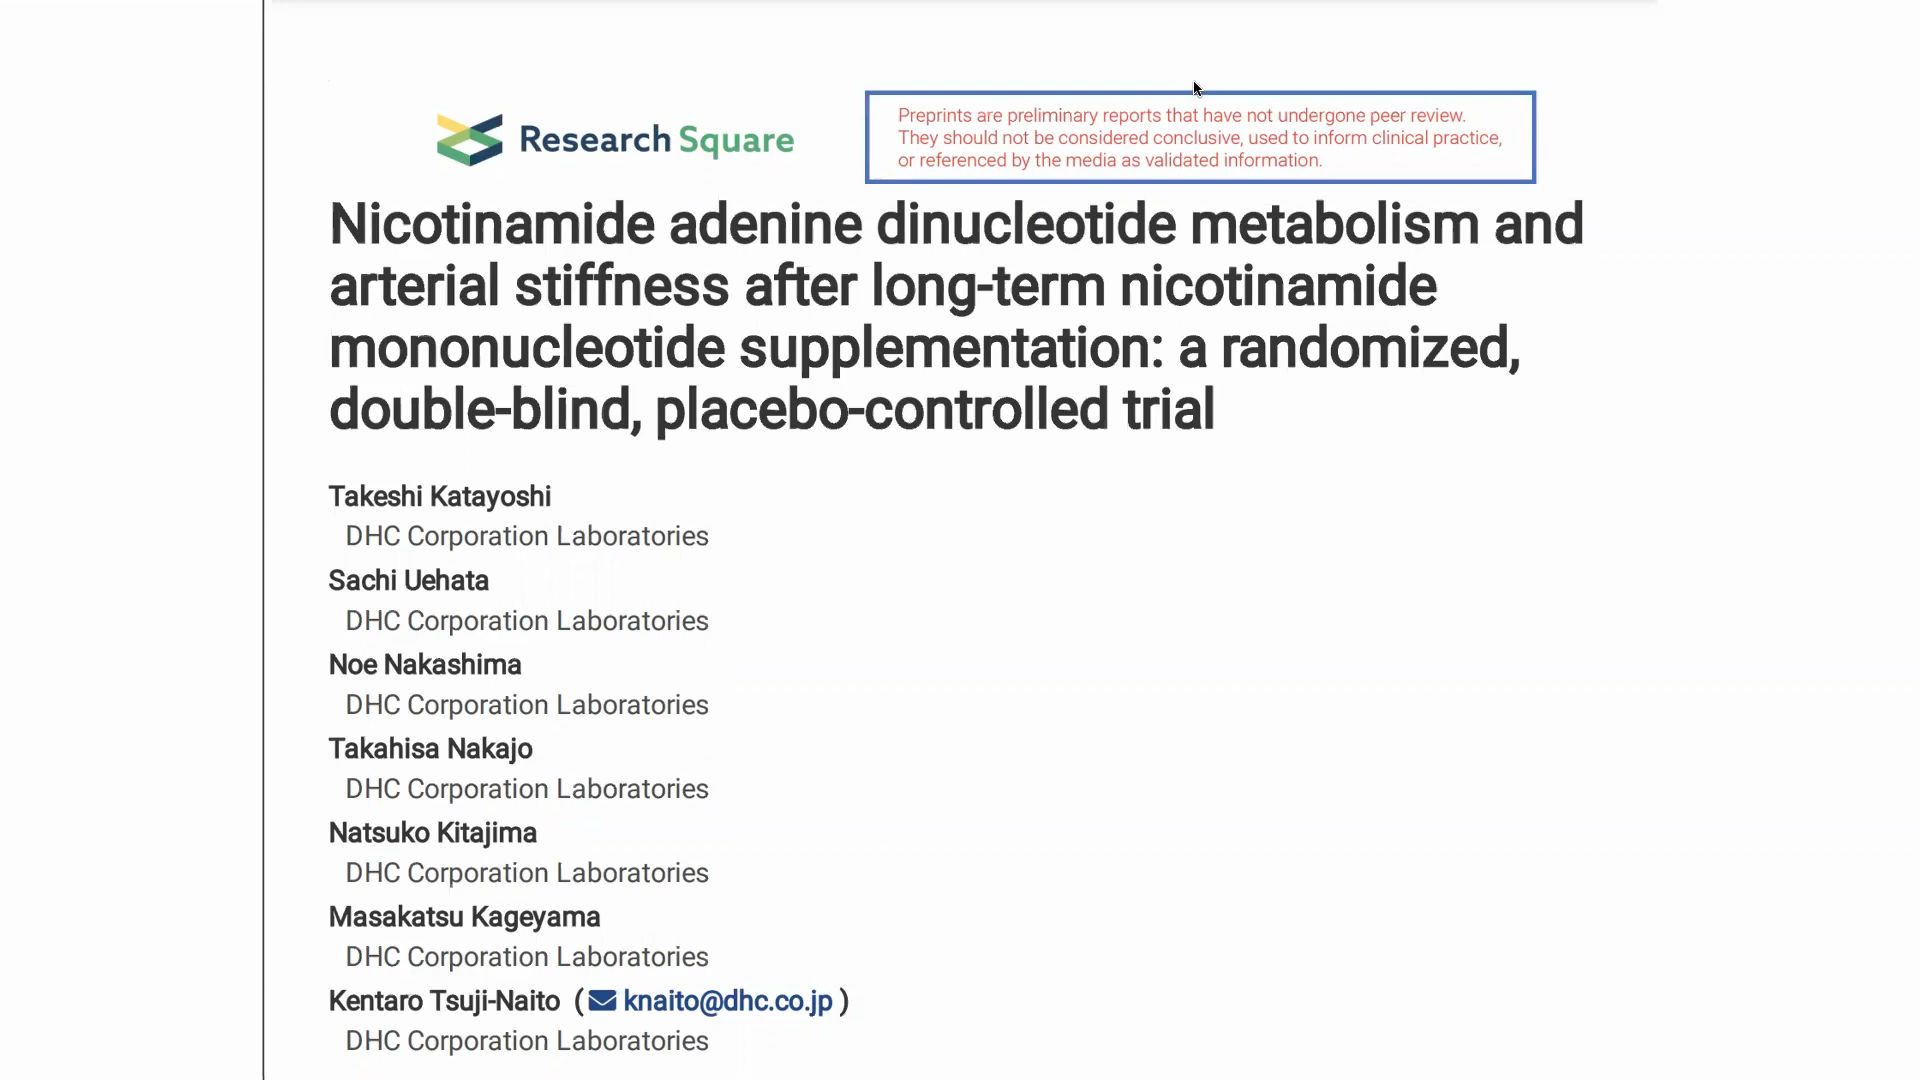 Research Square
Preprints are preliminary reports that have not undergone peer review.
They should not be considered conclusive, used to inform clinical practice,
or referenced by the media as validated information.
Nicotinamide adenine dinucleotide metabolism and
arterial stiffness after long-term nicotinamide
mononucleotide supplementation: a randomized,
double-blind, placebo-controlled trial
Takeshi Katayoshi
DHC Corporation Laboratories
Sachi Uehata
DHC Corporation Laboratories
Noe Nakashima
DHC Corporation Laboratories
Takahisa Nakajo
DHC Corporation Laboratories
Natsuko Kitajima
DHC Corporation Laboratories
Masakatsu Kageyama
DHC Corporation Laboratories
Kentaro Tsuji-Naito ( knaito@dhc.co.jp )
DHC Corporation Laboratories